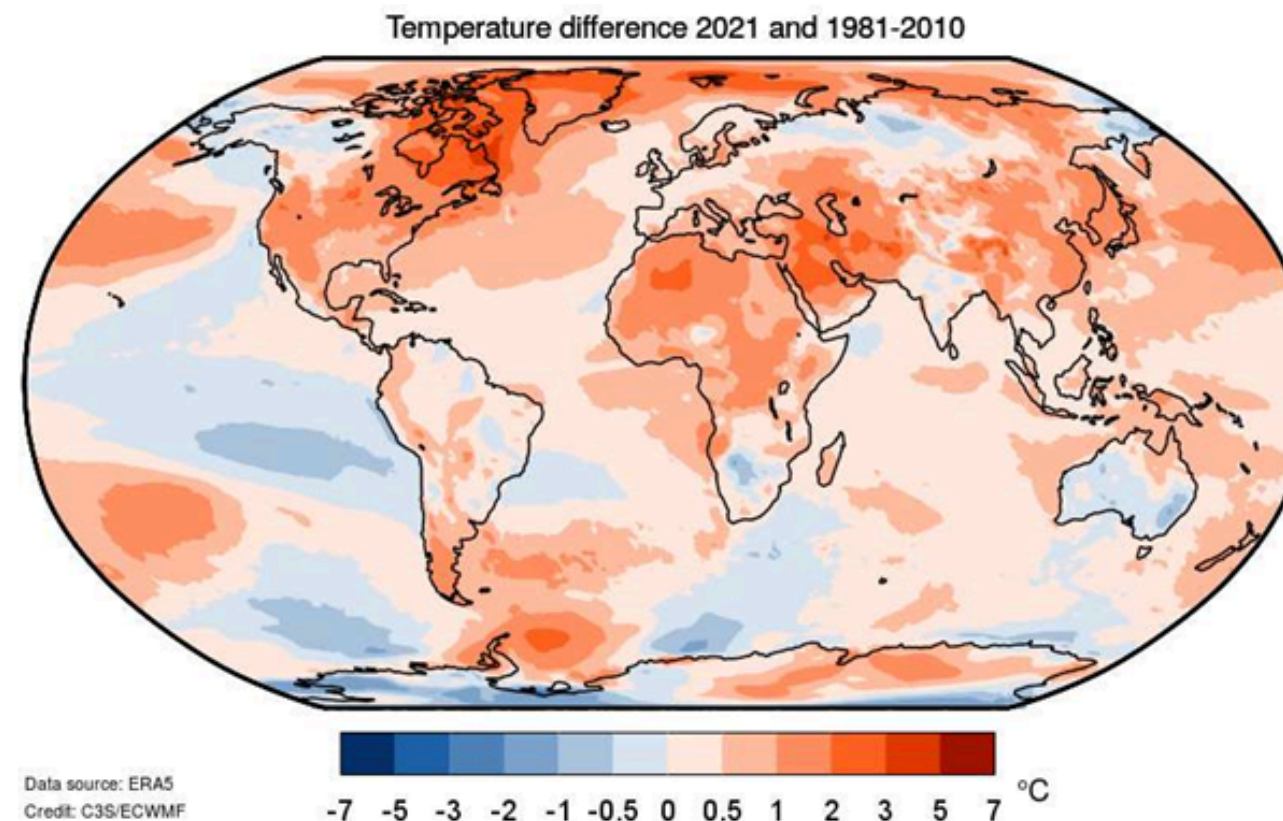 Temperature difference 2021 and 1981-2010
-7 -5 -3 -2 -1 -0.5 0 0.5 1 2 3 5 7 °C
Data source: ERA5
Credit: C3S/ECWMF